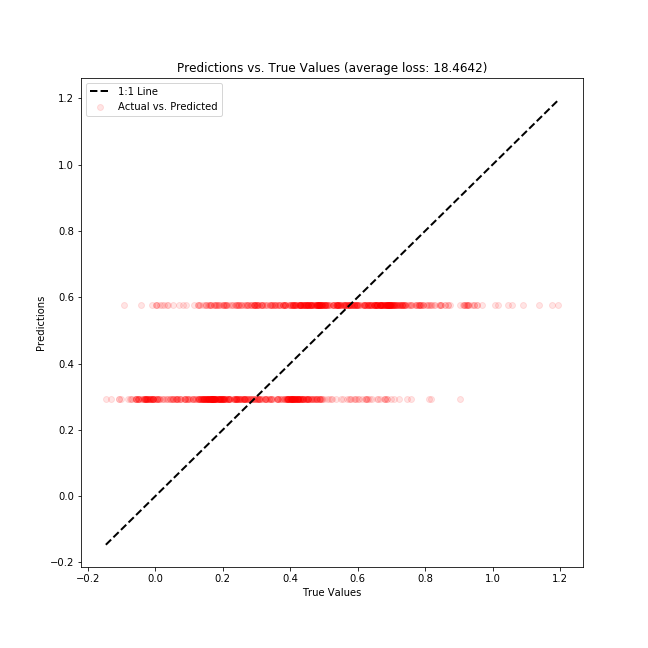 Predictions vs. True Values (average loss: 18.4642)
1:1 Line
Actual vs. Predicted
1.2
1.0
0.8
0.6
0.4
0.2
0.0
−0.2
Predictions
−0.2 0.0 0.2 0.4 0.6 0.8 1.0 1.2
True Values